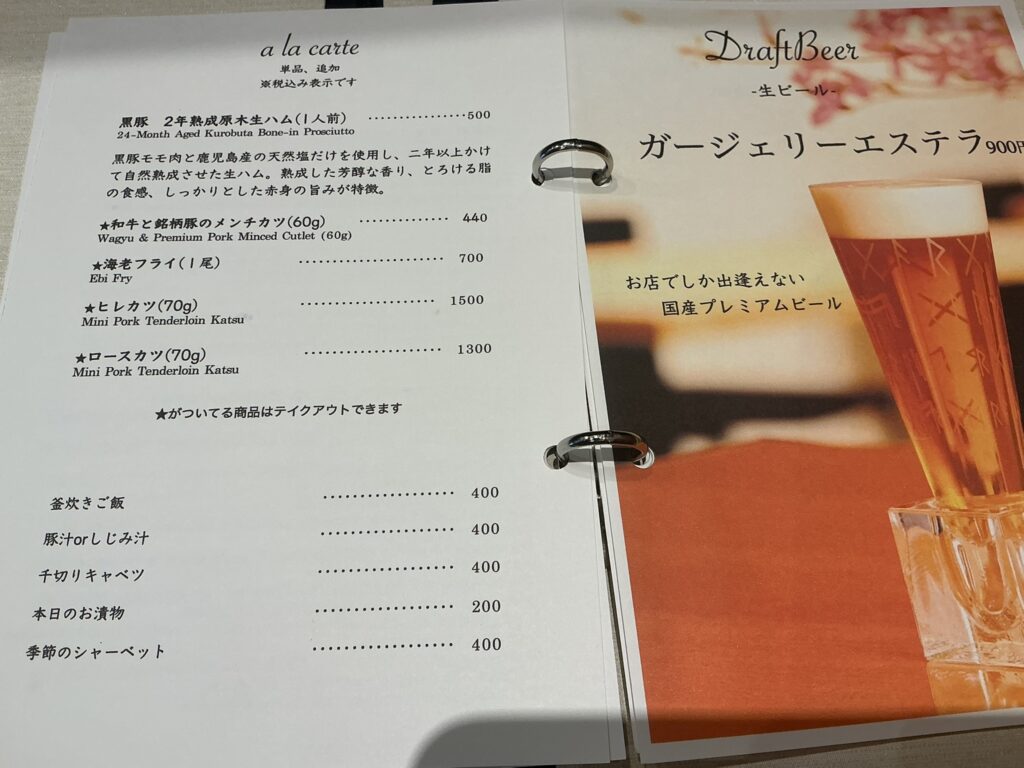 a la carte
単品、追加
※税込み表示です
黒豚 2年熟成原木生ハム(1人前) ·················500
24-Month Aged Kurobuta Bone-in Prosciutto
黒豚モモ肉と鹿児島産の天然塩だけを使用し、二年以上かけ
て自然熟成させた生ハム。熟成した芳醇な香り、とろける脂
の食感、しっかりとした赤身の旨みが特徴。
★和牛と銘柄豚のメンチカツ(60g) ·············· 440
Wagyu & Premium Pork Minced Cutlet (60g)
★海老フライ(1尾) ······················ 700
Ebi Fry
★ヒレカツ(70g) ····················· 1500
Mini Pork Tenderloin Katsu
★ロースカツ(70g) ····················· 1300
Mini Pork Tenderloin Katsu
★がついてる商品はテイクアウトできます
釜炊きご飯 ··················· 400
豚汁orしじみ汁 ··················· 400
千切りキャベツ ··················· 400
本日のお漬物 ··················· 200
季節のシャーベット ··················· 400
DraftBeer
-生ビール-
ガージェリーエステラ900円
お店でしか出逢えない
国産プレミアムビール